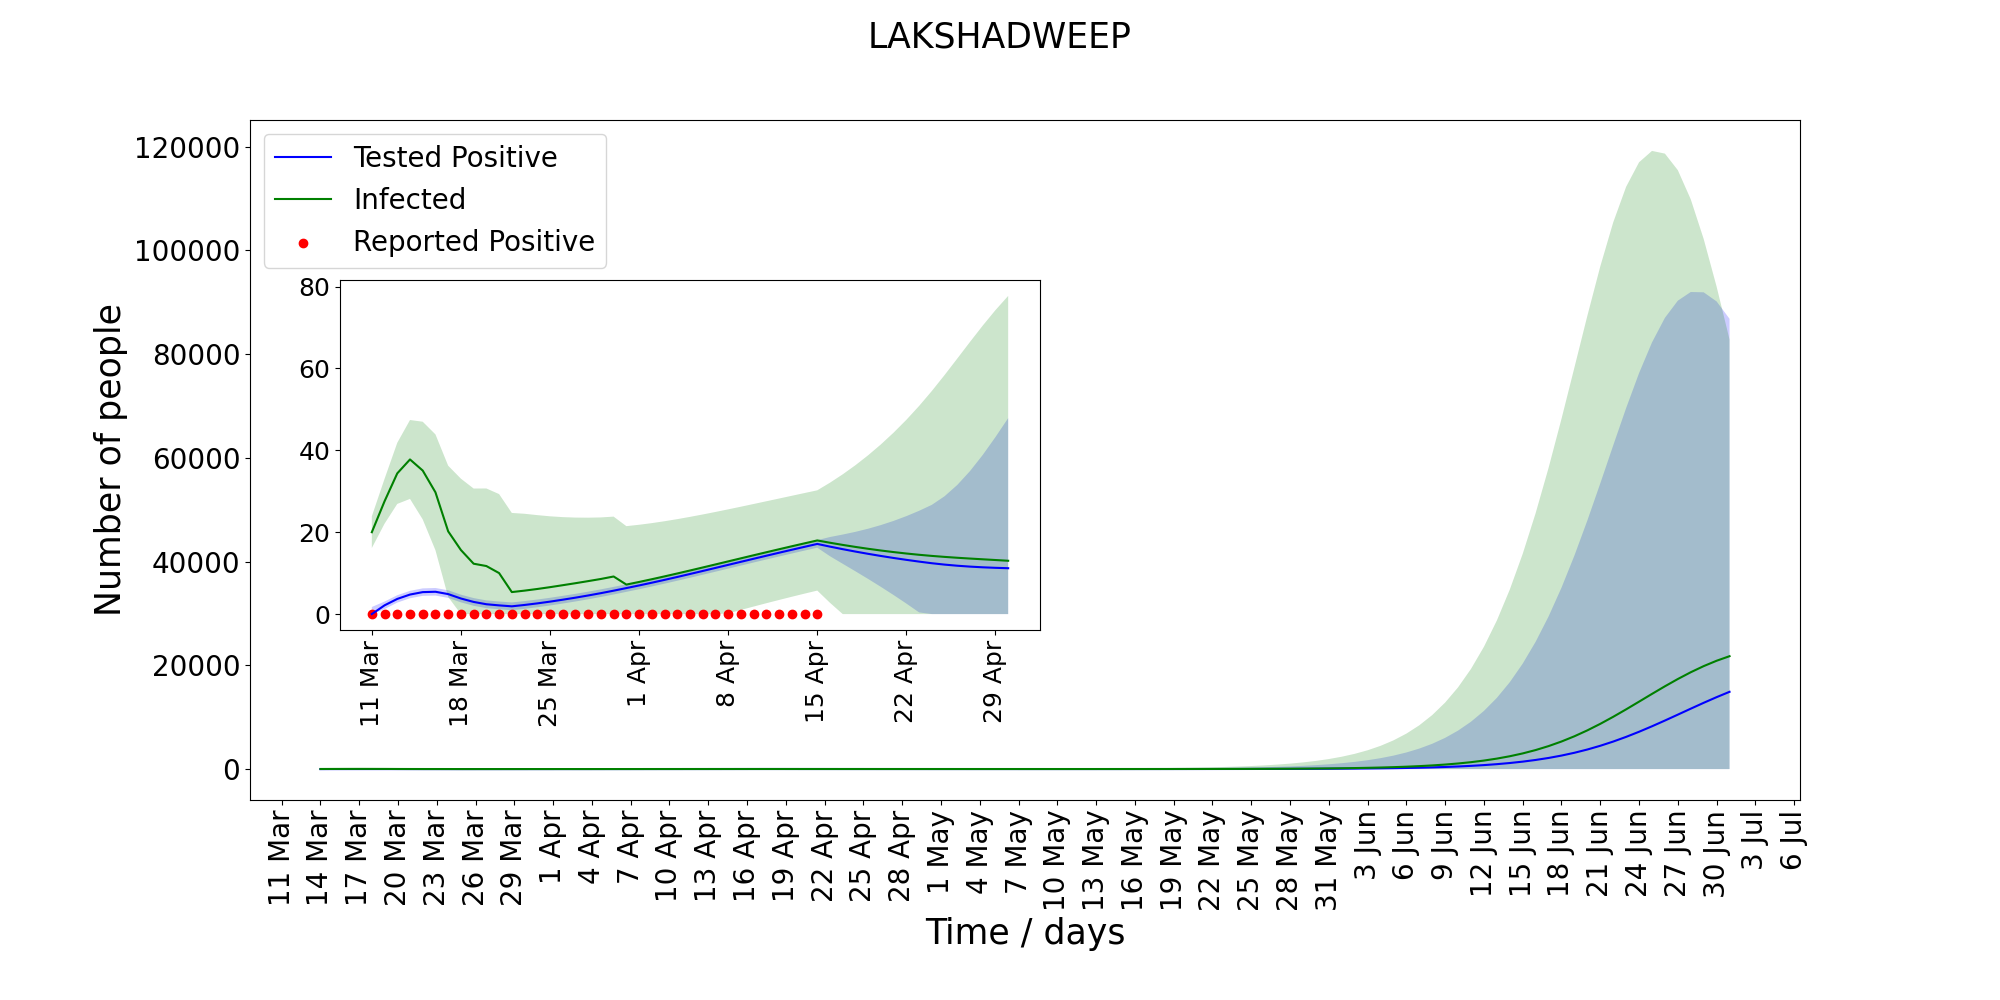 LAKSHADWEEP
Tested Positive
Infected
Reported Positive
Number of people
120000
100000
80000
60000
40000
20000
0
80
60
40
20
0
11 Mar
18 Mar
25 Mar
1 Apr
8 Apr
15 Apr
22 Apr
29 Apr
11 Mar
14 Mar
17 Mar
20 Mar
23 Mar
26 Mar
29 Mar
1 Apr
4 Apr
7 Apr
10 Apr
13 Apr
16 Apr
19 Apr
22 Apr
25 Apr
28 Apr
1 May
4 May
7 May
10 May
13 May
16 May
19 May
22 May
25 May
28 May
31 May
3 Jun
6 Jun
9 Jun
12 Jun
15 Jun
18 Jun
21 Jun
24 Jun
27 Jun
30 Jun
3 Jul
6 Jul
Time / days